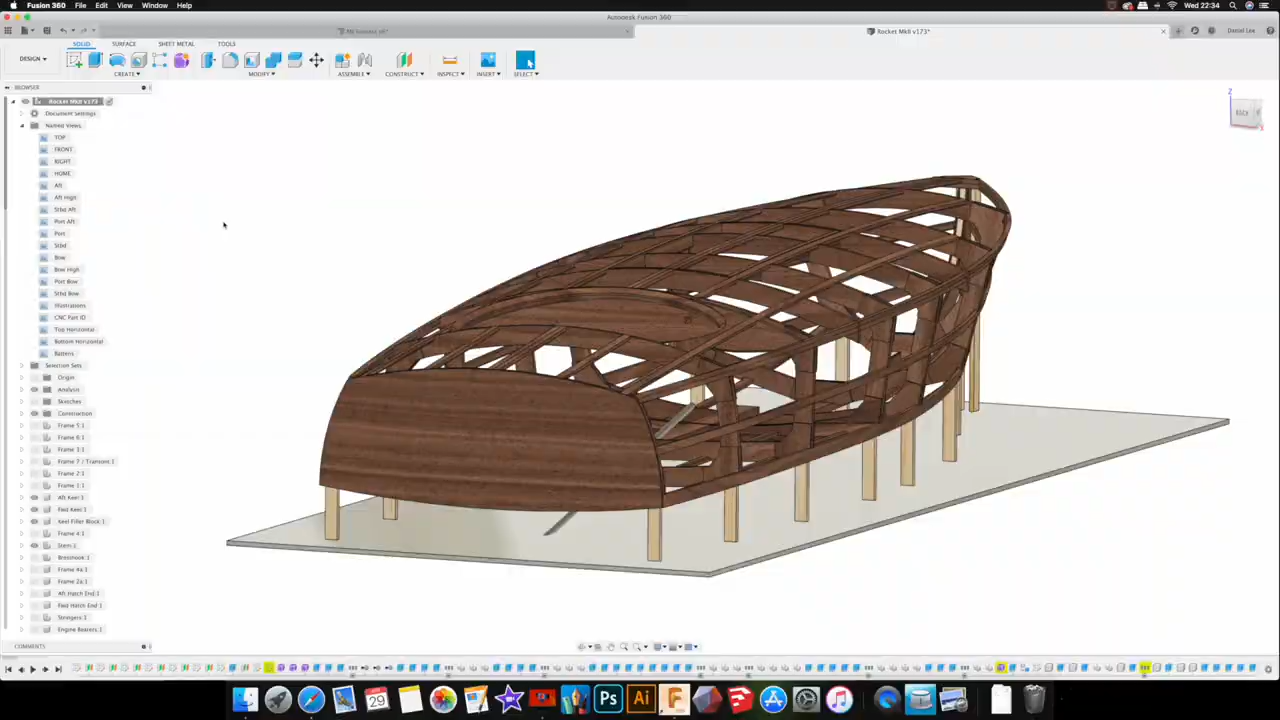 Fusion 360 File Edit View Window Help Wed 22:34
Autodesk Fusion 360
Rocket MkII v173* Daniel Lee
SOLID SURFACE SHEET METAL TOOLS
DESIGN
CREATE MODIFY ASSEMBLE CONSTRUCT INSPECT INSERT SELECT
BROWSER
Rocket MkII v173
Document Settings
Named Views
TOP
FRONT
RIGHT
HOME
Aft
Aft High
Stbd Aft
Port Aft
Port
Stbd
Bow
Bow High
Port Bow
Stbd Bow
Illustrations
CNC Part ID
Top Horizontal
Bottom Horizontal
Battens
Selection Sets
Origin
Analysis
Sketches
Construction
Frame 5:1
Frame 6:1
Frame 3:1
Frame 7 / Transom:1
Frame 2:1
Frame 1:1
Aft Keel:1
Fwd Keel:1
Keel Filler Block:1
Frame 4:1
Stem:1
Breasthook:1
Frame 4a:1
Frame 2a:1
Aft Hatch End:1
Fwd Hatch End:1
Stringers:1
Engine Bearers:1
COMMENTS
Z
BACK
X
29
Ps Ai F